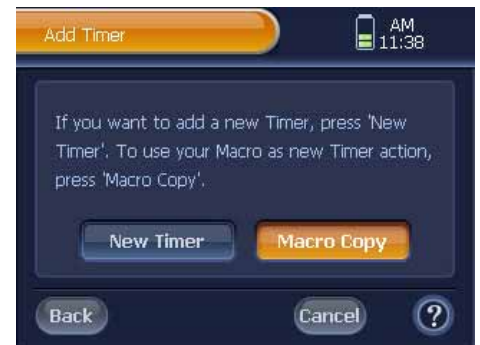 Add Timer
AM
11:38
If you want to add a new Timer, press 'New
Timer'. To use your Macro as new Timer action,
press 'Macro Copy'.
New Timer
Macro Copy
Back
Cancel
?